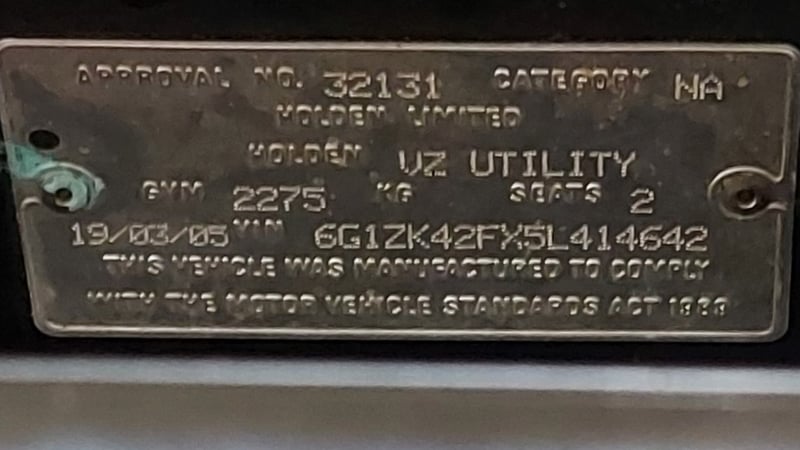 APPROVAL NO. 32131 CATEGORY NA
HOLDEN LIMITED
HOLDEN VZ UTILITY
GVM 2275 KG SEATS 2
19/03/05 VIN 6G1ZK42FX5L414642
THIS VEHICLE WAS MANUFACTURED TO COMPLY
WITH THE MOTOR VEHICLE STANDARDS ACT 1989